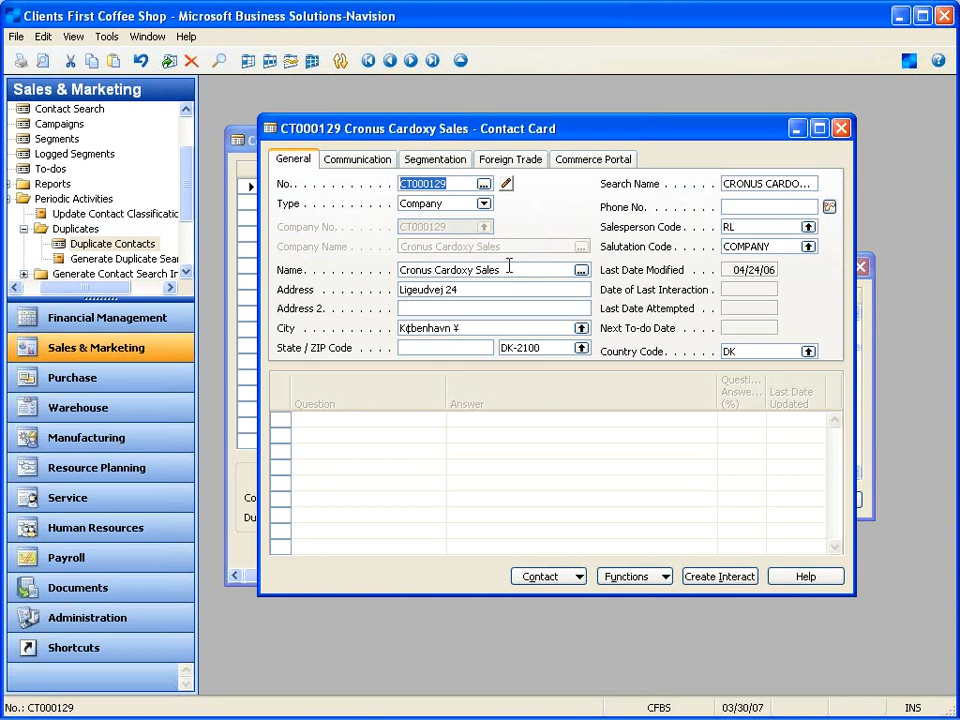 Clients First Coffee Shop - Microsoft Business Solutions-Navision
File Edit View Tools Window Help
Sales & Marketing
Contact Search
Campaigns
Segments
Logged Segments
To-dos
Reports
Periodic Activities
Update Contact Classificatic
Duplicates
Duplicate Contacts
Generate Duplicate Sear
Generate Contact Search In
Financial Management
Sales & Marketing
Purchase
Warehouse
Manufacturing
Resource Planning
Service
Human Resources
Payroll
Documents
Administration
Shortcuts
C
Co
Du
CT000129 Cronus Cardoxy Sales - Contact Card
General Communication Segmentation Foreign Trade Commerce Portal
No. . . . . . . . . . . . CT000129 ...
Type . . . . . . . . . . Company
Company No. . . . . . . . CT000129
Company Name . . . . . . Cronus Cardoxy Sales ...
Name. . . . . . . . . . . Cronus Cardoxy Sales ...
Address . . . . . . . . . Ligeudvej 24
Address 2. . . . . . . . .
City . . . . . . . . . . K¢benhavn ¥
State / ZIP Code . . . . DK-2100
Search Name . . . . . . CRONUS CARDO...
Phone No. . . . . . . .
Salesperson Code . . . . RL
Salutation Code . . . . COMPANY
Last Date Modified . . . 04/24/06
Date of Last Interaction .
Last Date Attempted .
Next To-do Date . . .
Country Code. . . . . . DK
Question Answer Questi... Answe... (%) Last Date Updated
Contact Functions Create Interact Help
No.: CT000129 CFBS 03/30/07 INS